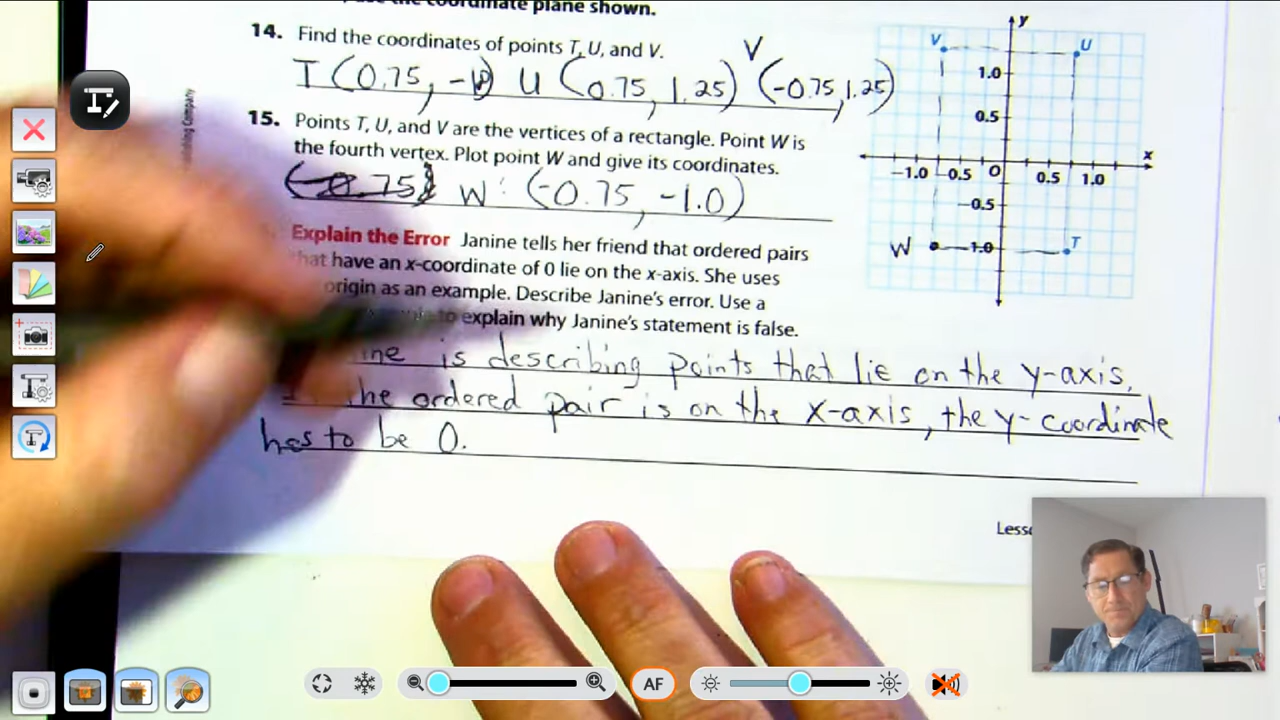 coordinate plane shown.
14. Find the coordinates of points T, U, and V.
T (0.75, -1.0) U (0.75, 1.25) V (-0.75, 1.25)
15. Points T, U, and V are the vertices of a rectangle. Point W is
the fourth vertex. Plot point W and give its coordinates.
(-0.75, W: (-0.75, -1.0)
Explain the Error Janine tells her friend that ordered pairs
that have an x-coordinate of 0 lie on the x-axis. She uses
origin as an example. Describe Janine's error. Use a
to explain why Janine's statement is false.
is describing points that lie on the y-axis.
the ordered pair is on the x-axis, the y-coordinate
has to be 0.
y
V
U
1.0
0.5
x
-1.0 -0.5 O 0.5 1.0
-0.5
W -1.0 T
AF